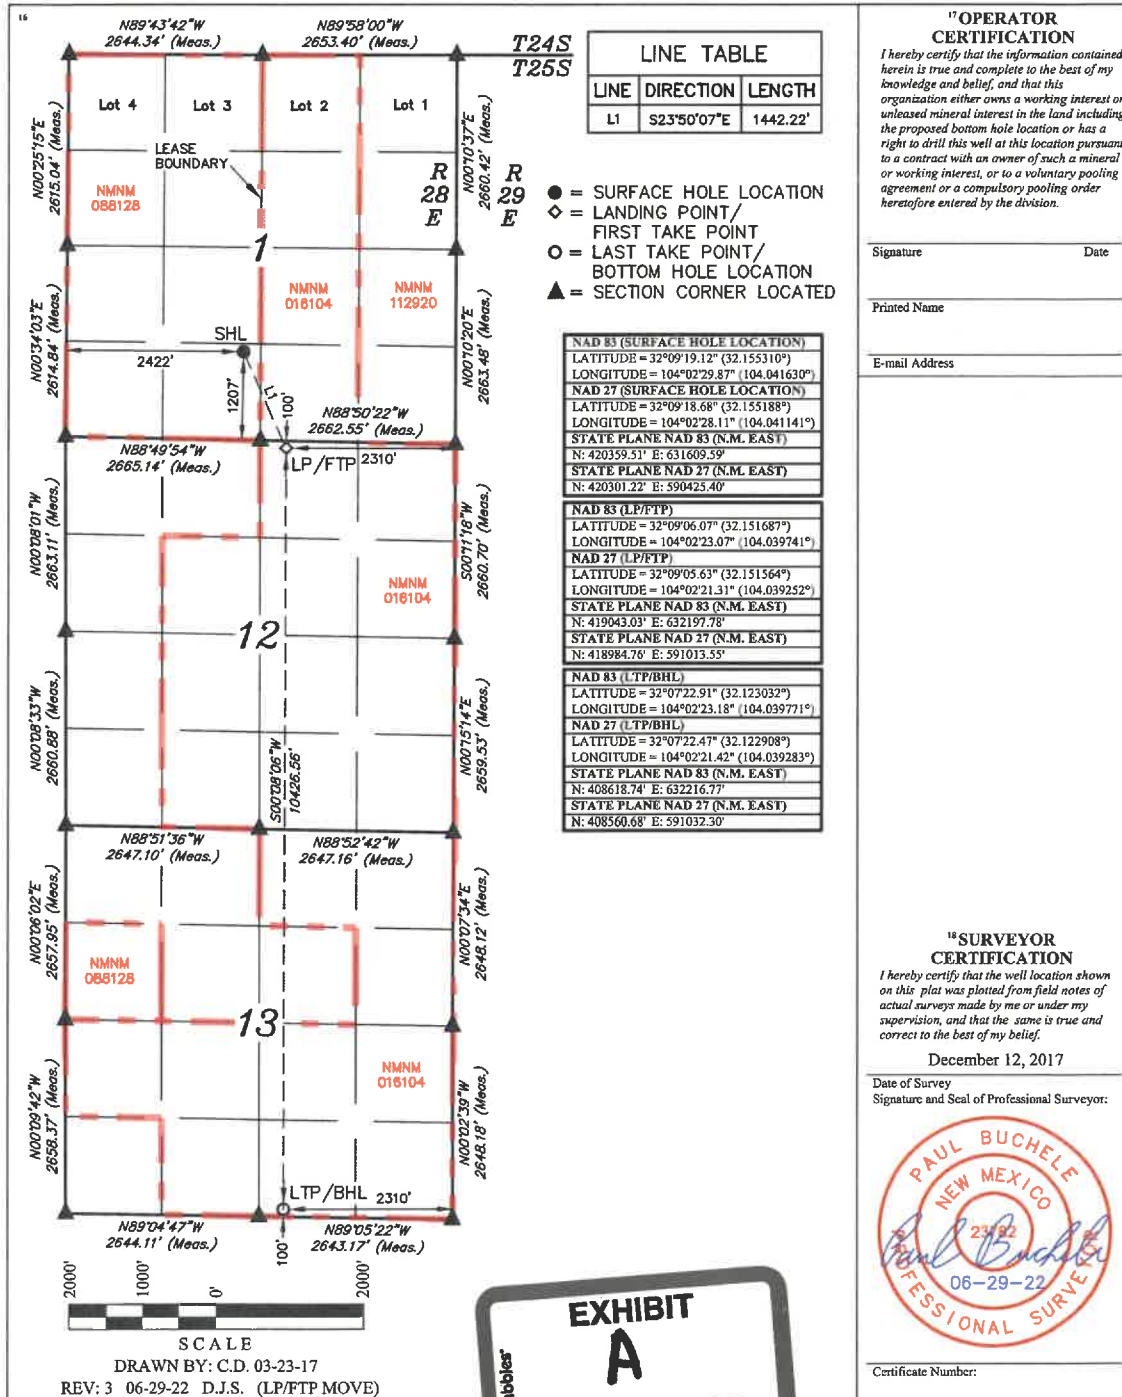 16
N89°43'42"W
2644.34' (Meas.)
N89°58'00"W
2653.40' (Meas.)
T24S
T25S
Lot 4
Lot 3
Lot 2
Lot 1
N00°25'15"E
2615.04' (Meas.)
LEASE
BOUNDARY
NMNM
088128
R
28
E
R
29
E
N00°10'37"E
2660.42' (Meas.)
1
NMNM
016104
NMNM
112920
N00°34'03"E
2614.84' (Meas.)
N00°10'20"E
2663.48' (Meas.)
SHL
2422'
1207'
L1
100'
N88°50'22"W
2662.55' (Meas.)
N88°49'54"W
2665.14' (Meas.)
LP/FTP
2310'
N00°08'01"W
2663.11' (Meas.)
S00°11'18"W
2660.70' (Meas.)
NMNM
016104
12
N00°08'33"W
2660.88' (Meas.)
S00°08'06"W
10426.56'
N00°15'14"E
2659.53' (Meas.)
N88°51'36"W
2647.10' (Meas.)
N88°52'42"W
2647.16' (Meas.)
N00°06'02"E
2657.95' (Meas.)
N00°07'34"E
2648.12' (Meas.)
NMNM
088128
13
NMNM
016104
N00°09'42"W
2658.37' (Meas.)
N00°02'39"W
2648.18' (Meas.)
LTP/BHL
2310'
N89°04'47"W
2644.11' (Meas.)
100'
N89°05'22"W
2643.17' (Meas.)
2000'
1000'
0'
2000'
SCALE
DRAWN BY: C.D. 03-23-17
REV: 3 06-29-22 D.J.S. (LP/FTP MOVE)
LINE TABLE
LINE DIRECTION LENGTH
L1 S23°50'07"E 1442.22'
● = SURFACE HOLE LOCATION
◇ = LANDING POINT/
FIRST TAKE POINT
○ = LAST TAKE POINT/
BOTTOM HOLE LOCATION
▲ = SECTION CORNER LOCATED
NAD 83 (SURFACE HOLE LOCATION)
LATITUDE = 32°09'19.12" (32.155310°)
LONGITUDE = 104°02'29.87" (104.041630°)
NAD 27 (SURFACE HOLE LOCATION)
LATITUDE = 32°09'18.68" (32.155188°)
LONGITUDE = 104°02'28.11" (104.041141°)
STATE PLANE NAD 83 (N.M. EAST)
N: 420359.51' E: 631609.59'
STATE PLANE NAD 27 (N.M. EAST)
N: 420301.22' E: 590425.40'
NAD 83 (LP/FTP)
LATITUDE = 32°09'06.07" (32.151687°)
LONGITUDE = 104°02'23.07" (104.039741°)
NAD 27 (LP/FTP)
LATITUDE = 32°09'05.63" (32.151564°)
LONGITUDE = 104°02'21.31" (104.039252°)
STATE PLANE NAD 83 (N.M. EAST)
N: 419043.03' E: 632197.78'
STATE PLANE NAD 27 (N.M. EAST)
N: 418984.76' E: 591013.55'
NAD 83 (LTP/BHL)
LATITUDE = 32°07'22.91" (32.123032°)
LONGITUDE = 104°02'23.18" (104.039771°)
NAD 27 (LTP/BHL)
LATITUDE = 32°07'22.47" (32.122908°)
LONGITUDE = 104°02'21.42" (104.039283°)
STATE PLANE NAD 83 (N.M. EAST)
N: 408618.74' E: 632216.77'
STATE PLANE NAD 27 (N.M. EAST)
N: 408560.68' E: 591032.30'
EXHIBIT
A
17 OPERATOR
CERTIFICATION
I hereby certify that the information contained
herein is true and complete to the best of my
knowledge and belief, and that this
organization either owns a working interest or
unleased mineral interest in the land including
the proposed bottom hole location or has a
right to drill this well at this location pursuant
to a contract with an owner of such a mineral
or working interest, or to a voluntary pooling
agreement or a compulsory pooling order
heretofore entered by the division.
Signature Date
Printed Name
E-mail Address
18 SURVEYOR
CERTIFICATION
I hereby certify that the well location shown
on this plat was plotted from field notes of
actual surveys made by me or under my
supervision, and that the same is true and
correct to the best of my belief.
December 12, 2017
Date of Survey
Signature and Seal of Professional Surveyor:
PAUL BUCHELE
NEW MEXICO
Paul Buchele
06-29-22
PROFESSIONAL SURVEYOR
Certificate Number: